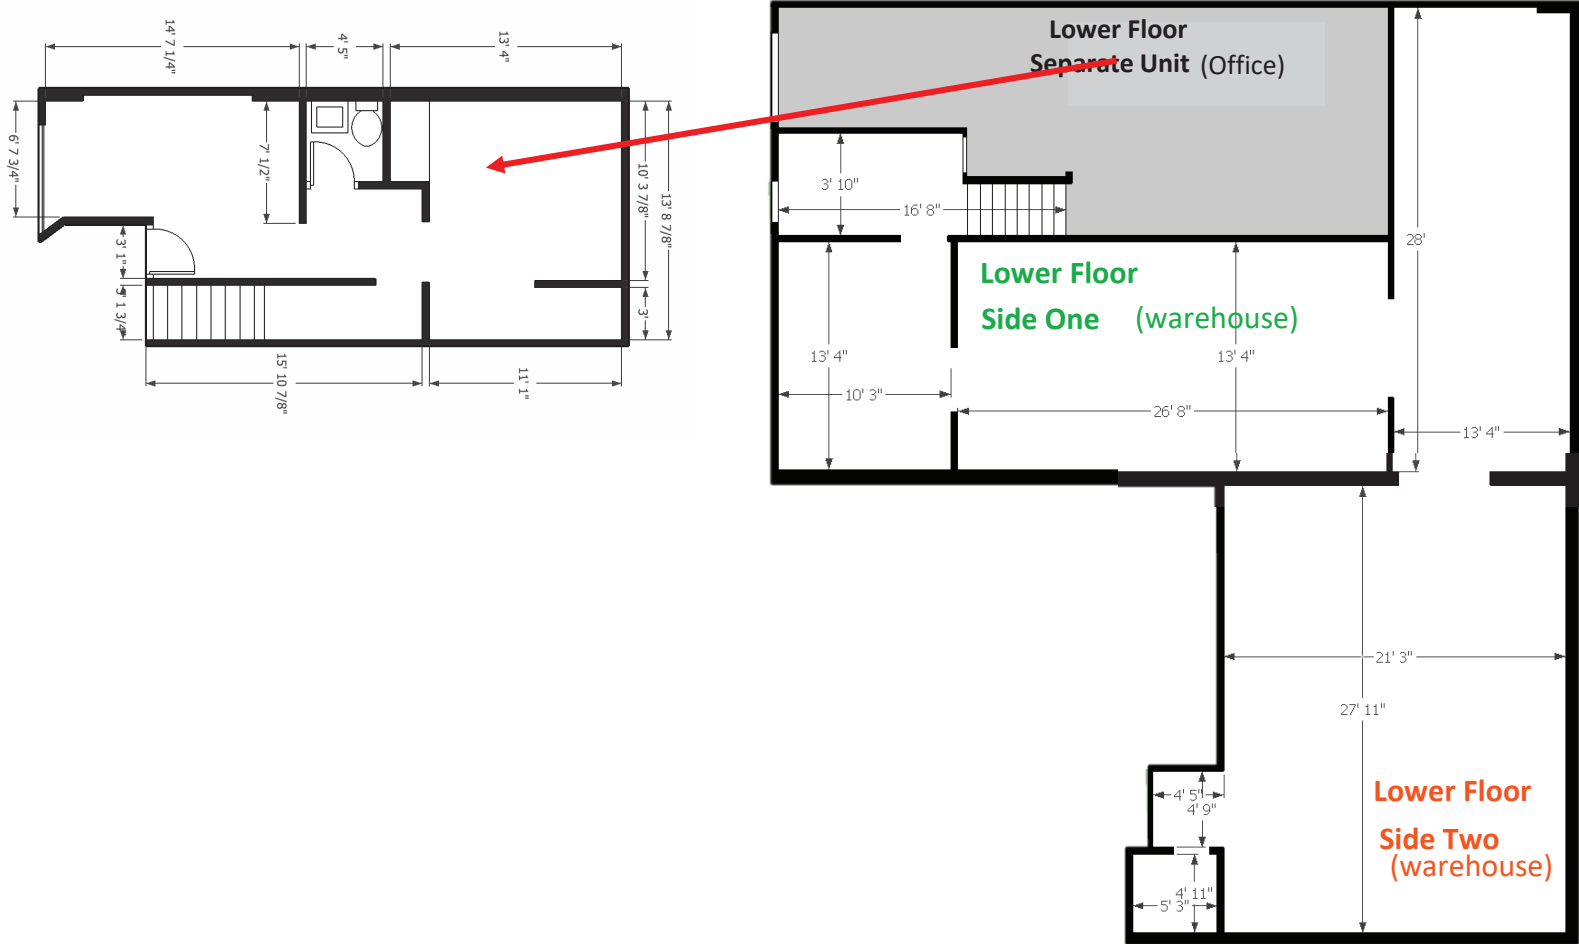 14' 7 1/4"
4' 5"
13' 4"
6' 7 3/4"
7' 1/2"
10' 3 7/8"
13' 8 7/8"
3' 1"
3' 1 3/4"
3'
15' 10 7/8"
11' 1"
Lower Floor
Separate Unit (Office)
3' 10"
16' 8"
28'
Lower Floor
Side One (warehouse)
13' 4"
13' 4"
10' 3"
26' 8"
13' 4"
21' 3"
27' 11"
4' 5"
4' 9"
Lower Floor
Side Two
(warehouse)
4' 11"
5' 3"